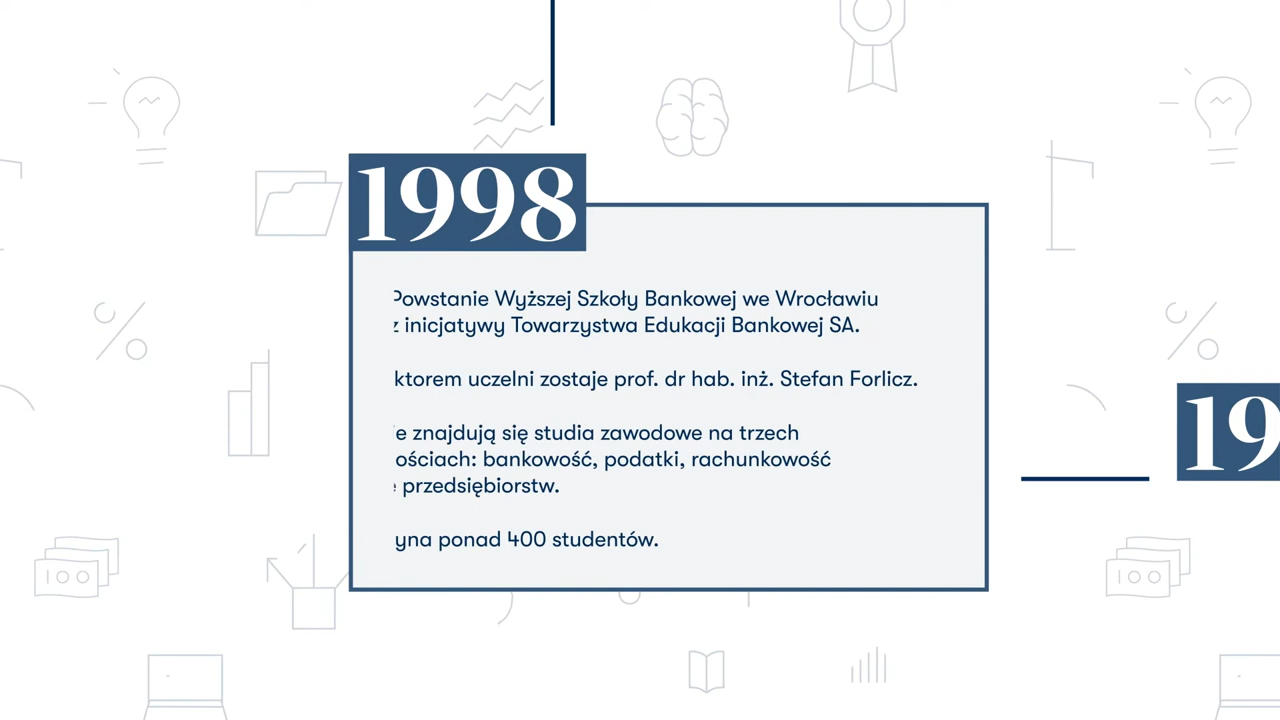 1998
Powstanie Wyższej Szkoły Bankowej we Wrocławiu
z inicjatywy Towarzystwa Edukacji Bankowej SA.
ktorem uczelni zostaje prof. dr hab. inż. Stefan Forlicz.
e znajdują się studia zawodowe na trzech
ościach: bankowość, podatki, rachunkowość
przedsiębiorstw.
yna ponad 400 studentów.
19
100
100